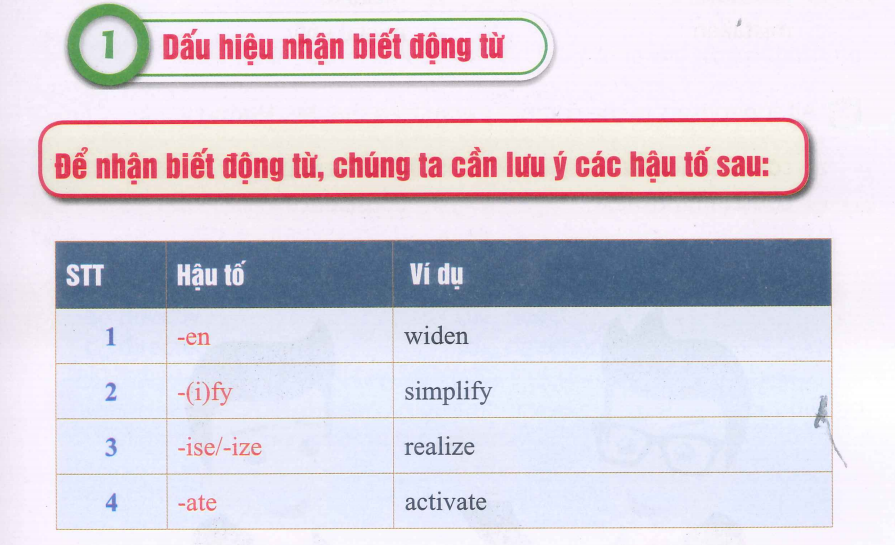 1 Dấu hiệu nhận biết động từ
Để nhận biết động từ, chúng ta cần lưu ý các hậu tố sau:
STT Hậu tố Ví dụ
1 -en widen
2 -(i)fy simplify
3 -ise/-ize realize
4 -ate activate